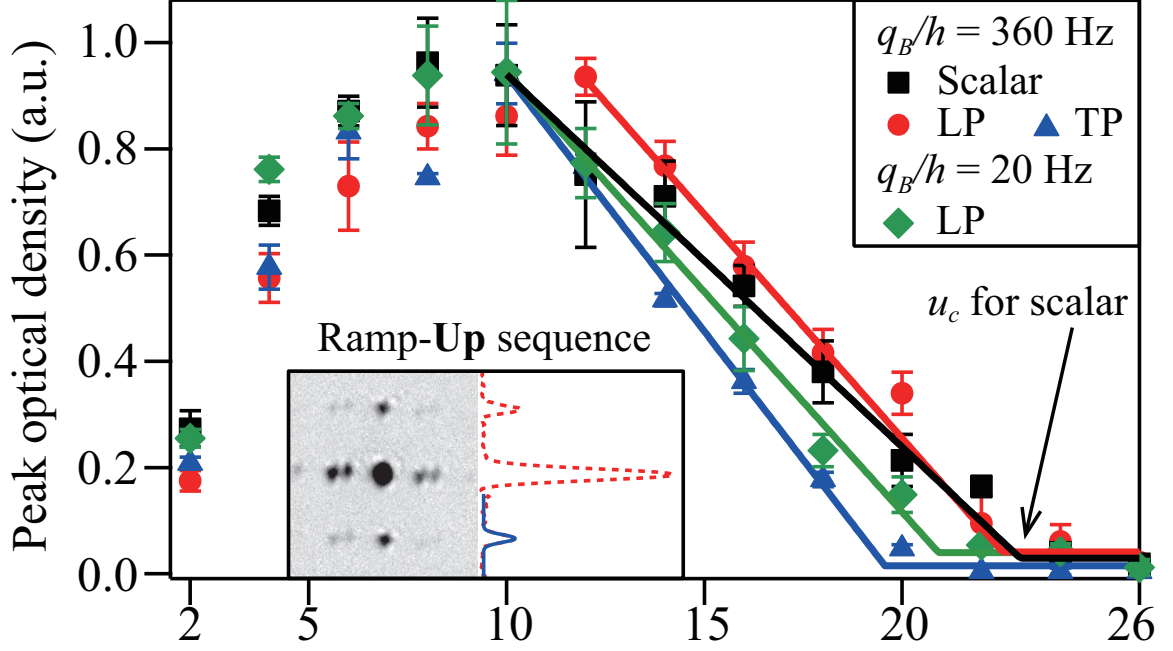 Peak optical density (a.u.)
1.0
0.8
0.6
0.4
0.2
0.0
q_B/h = 360 Hz
Scalar
LP TP
q_B/h = 20 Hz
LP
u_c for scalar
Ramp-Up sequence
2 5 10 15 20 26